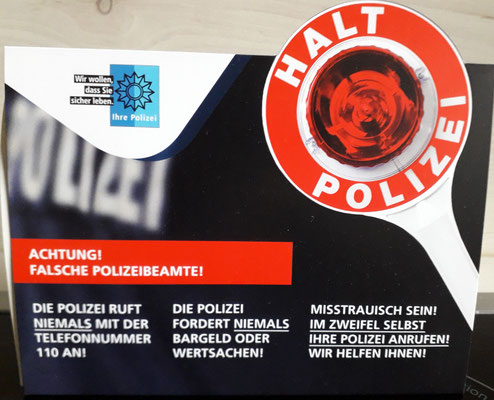 Wir wollen,
dass Sie
sicher leben.
Ihre Polizei
HALT
POLIZEI
POLIZEI
ACHTUNG!
FALSCHE POLIZEIBEAMTE!
DIE POLIZEI RUFT
NIEMALS MIT DER
TELEFONNUMMER
110 AN!
DIE POLIZEI
FORDERT NIEMALS
BARGELD ODER
WERTSACHEN!
MISSTRAUISCH SEIN!
IM ZWEIFEL SELBST
IHRE POLIZEI ANRUFEN!
WIR HELFEN IHNEN!